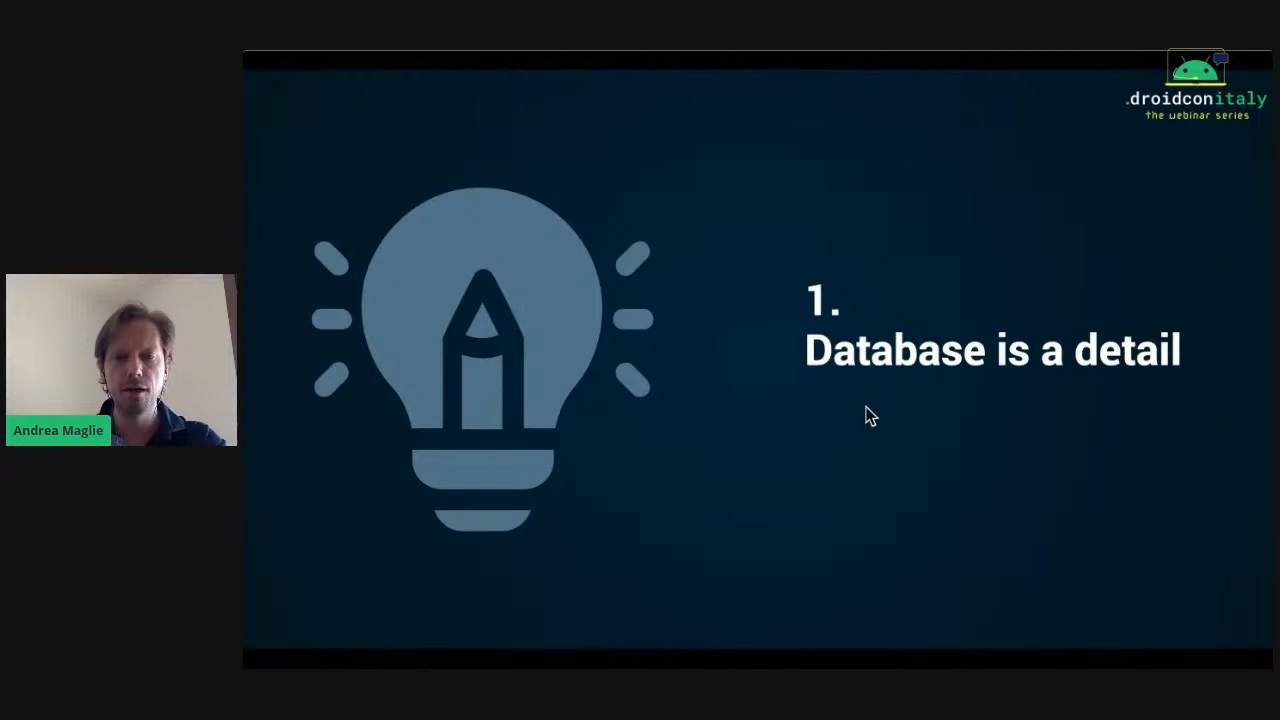 .droidconitaly
the webinar series
1.
Database is a detail
Andrea Maglie